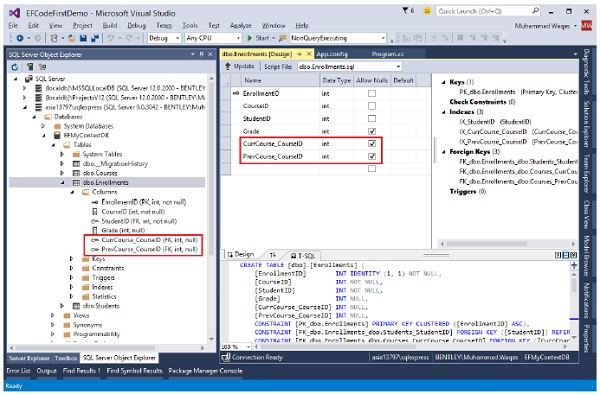 EFCodeFirstDemo - Microsoft Visual Studio
6
File Edit View Project Build Debug Team Tools Test Analyze Window Help
Muhammad Waqas
Debug Any CPU Start NonQueryExecuting
SQL Server Object Explorer
SQL Server
(localdb)\MSSQLLocalDB (SQL Server 12.0.2000 - BENTLEY\Muham
(localdb)\ProjectsV12 (SQL Server 12.0.2000 - BENTLEY\Muham
asia13797\sqlexpress (SQL Server 9.0.3042 - BENTLEY\Muhamma
Databases
System Databases
EFMyContextDB
Tables
System Tables
dbo.__MigrationHistory
dbo.Courses
dbo.Enrollments
Columns
EnrollmentID (PK, int, not null)
CourseID (int, not null)
StudentID (FK, int, not null)
Grade (int, null)
CurrCourse_CourseID (FK, int, null)
PrevCourse_CourseID (FK, int, null)
Keys
Constraints
Triggers
Indexes
Statistics
dbo.Students
Views
Synonyms
Programmability
Server Explorer Toolbox SQL Server Object Explorer
dbo.Enrollments [Design] App.config Program.cs
Update Script File: dbo.Enrollments.sql
Name Data Type Allow Nulls Default
EnrollmentID int
CourseID int
StudentID int
Grade int
CurrCourse_CourseID int
PrevCourse_CourseID int
Keys (1)
PK_dbo.Enrollments (Primary Key,
Check Constraints (0)
Indexes (3)
IX_StudentID (StudentID)
IX_CurrCourse_CourseID
IX_PrevCourse_CourseID
Foreign Keys (3)
FK_dbo.Enrollments_dbo.Students_Student
FK_dbo.Enrollments_dbo.Courses_CurrCour
FK_dbo.Enrollments_dbo.Courses_PrevCour
Triggers (0)
Design T-SQL
CREATE TABLE [dbo].[Enrollments] (
[EnrollmentID] INT IDENTITY (1, 1) NOT NULL,
[CourseID] INT NOT NULL,
[StudentID] INT NOT NULL,
[Grade] INT NULL,
[CurrCourse_CourseID] INT NULL,
[PrevCourse_CourseID] INT NULL,
CONSTRAINT [PK_dbo.Enrollments] PRIMARY KEY CLUSTERED ([EnrollmentID] ASC),
CONSTRAINT [FK_dbo.Enrollments_dbo.Students_StudentID] FOREIGN KEY ([StudentID]) REFER
CONSTRAINT [FK_dbo.Enrollments_dbo.Courses_CurrCourse_CourseID] FOREIGN KEY ([CurrCour
Connection Ready asia13797\sqlexpress BENTLEY\Muhammad.Waqas EFMyContextDB
Diagnostic Tools
Solution Explorer
Team Explorer
Class View
Model Browser
Notifications
Properties
Error List Output Find Results 1 Find Symbol Results Package Manager Console
Ready